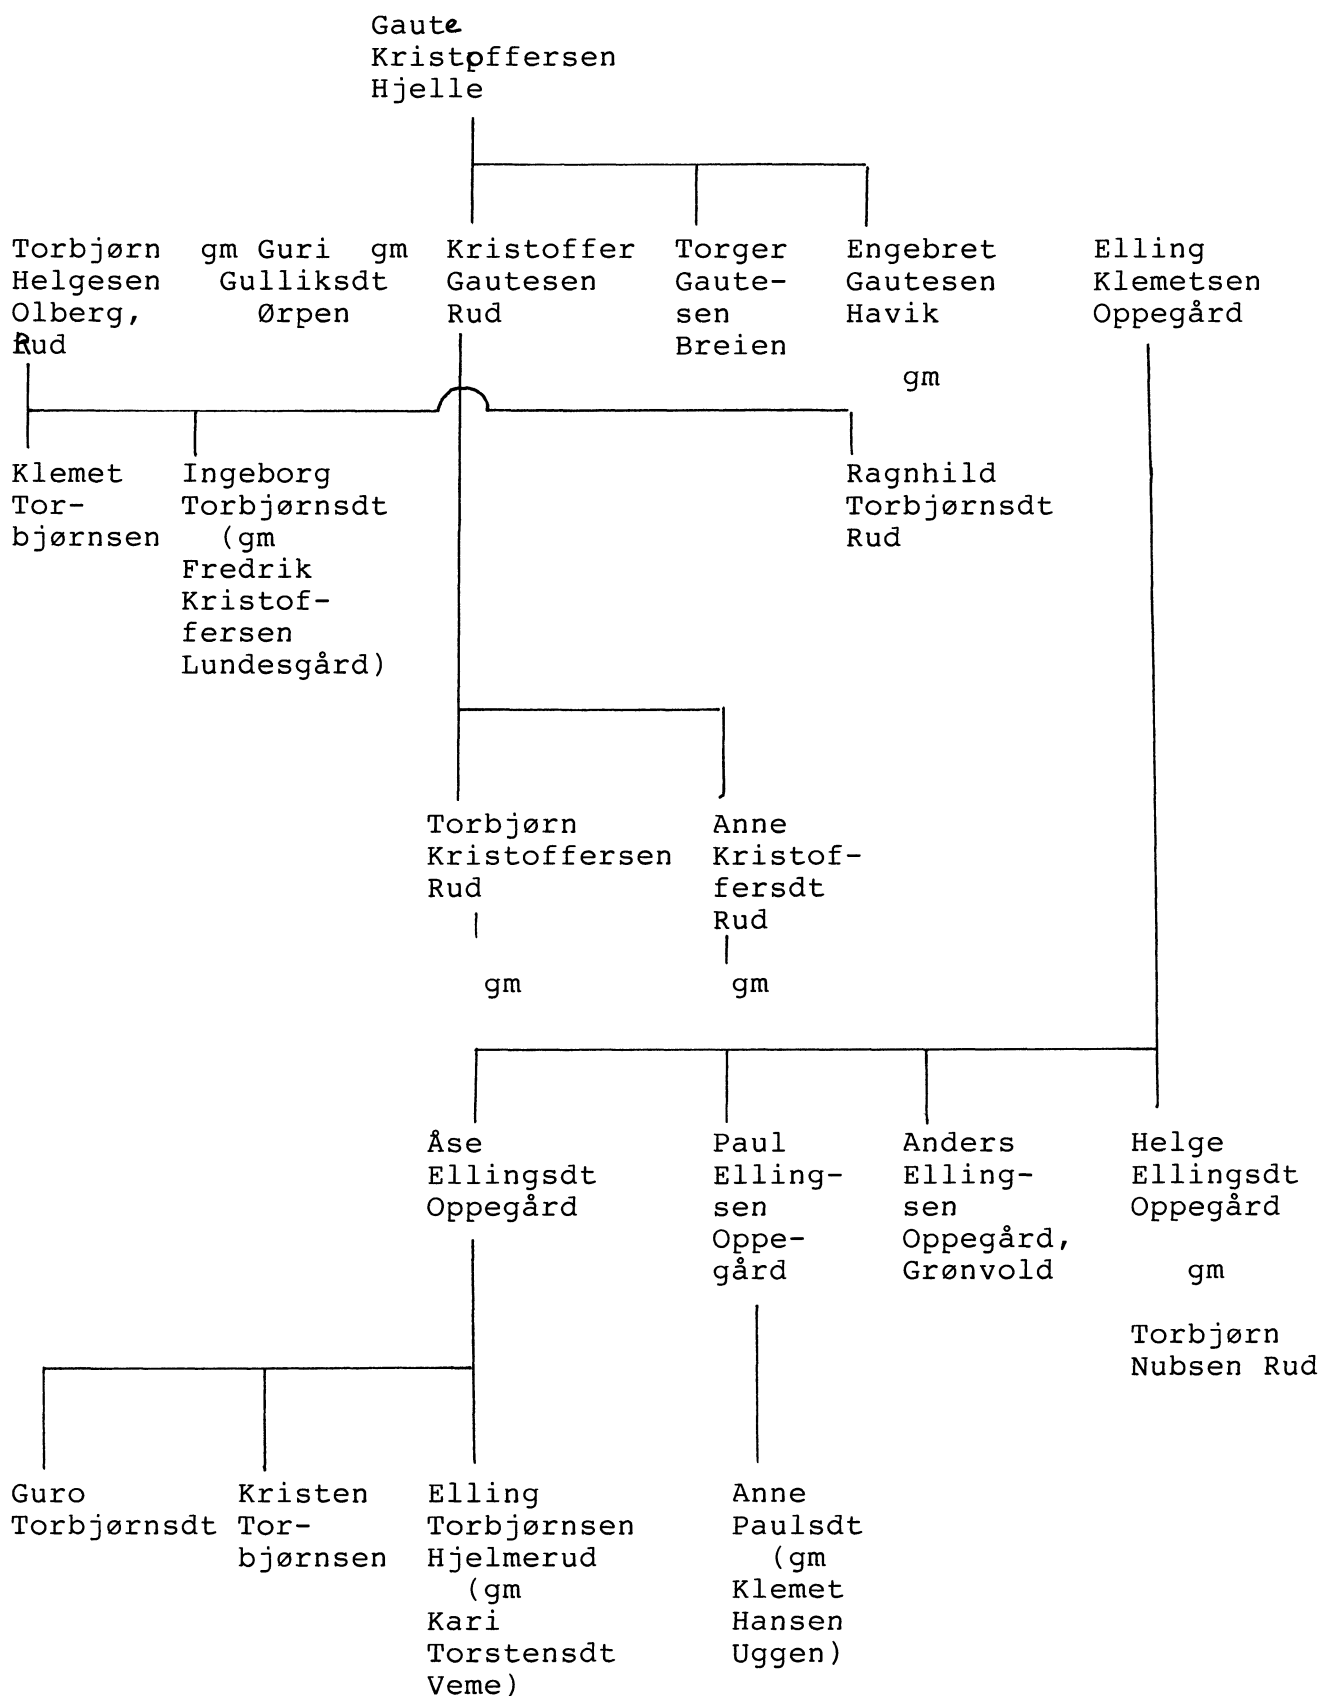 Gaute
Kristoffersen
Hjelle
Torbjørn gm Guri gm Kristoffer Torger Engebret Elling
Helgesen Gulliksdt Gautesen Gaute- Gautesen Klemetsen
Olberg, Ørpen Rud sen Havik Oppegård
Rud Breien
gm
Klemet Ingeborg Ragnhild
Tor- Torbjørnsdt Torbjørnsdt
bjørnsen (gm Rud
Fredrik
Kristof-
fersen
Lundesgård)
Torbjørn Anne
Kristoffersen Kristof-
Rud fersdt
Rud
gm gm
Åse Paul Anders Helge
Ellingsdt Elling- Elling- Ellingsdt
Oppegård sen sen Oppegård
Oppe- Oppegård,
gård Grønvold gm
Torbjørn
Nubsen Rud
Guro Kristen Elling Anne
Torbjørnsdt Tor- Torbjørnsen Paulsdt
bjørnsen Hjelmerud (gm
(gm Klemet
Kari Hansen
Torstensdt Uggen)
Veme)